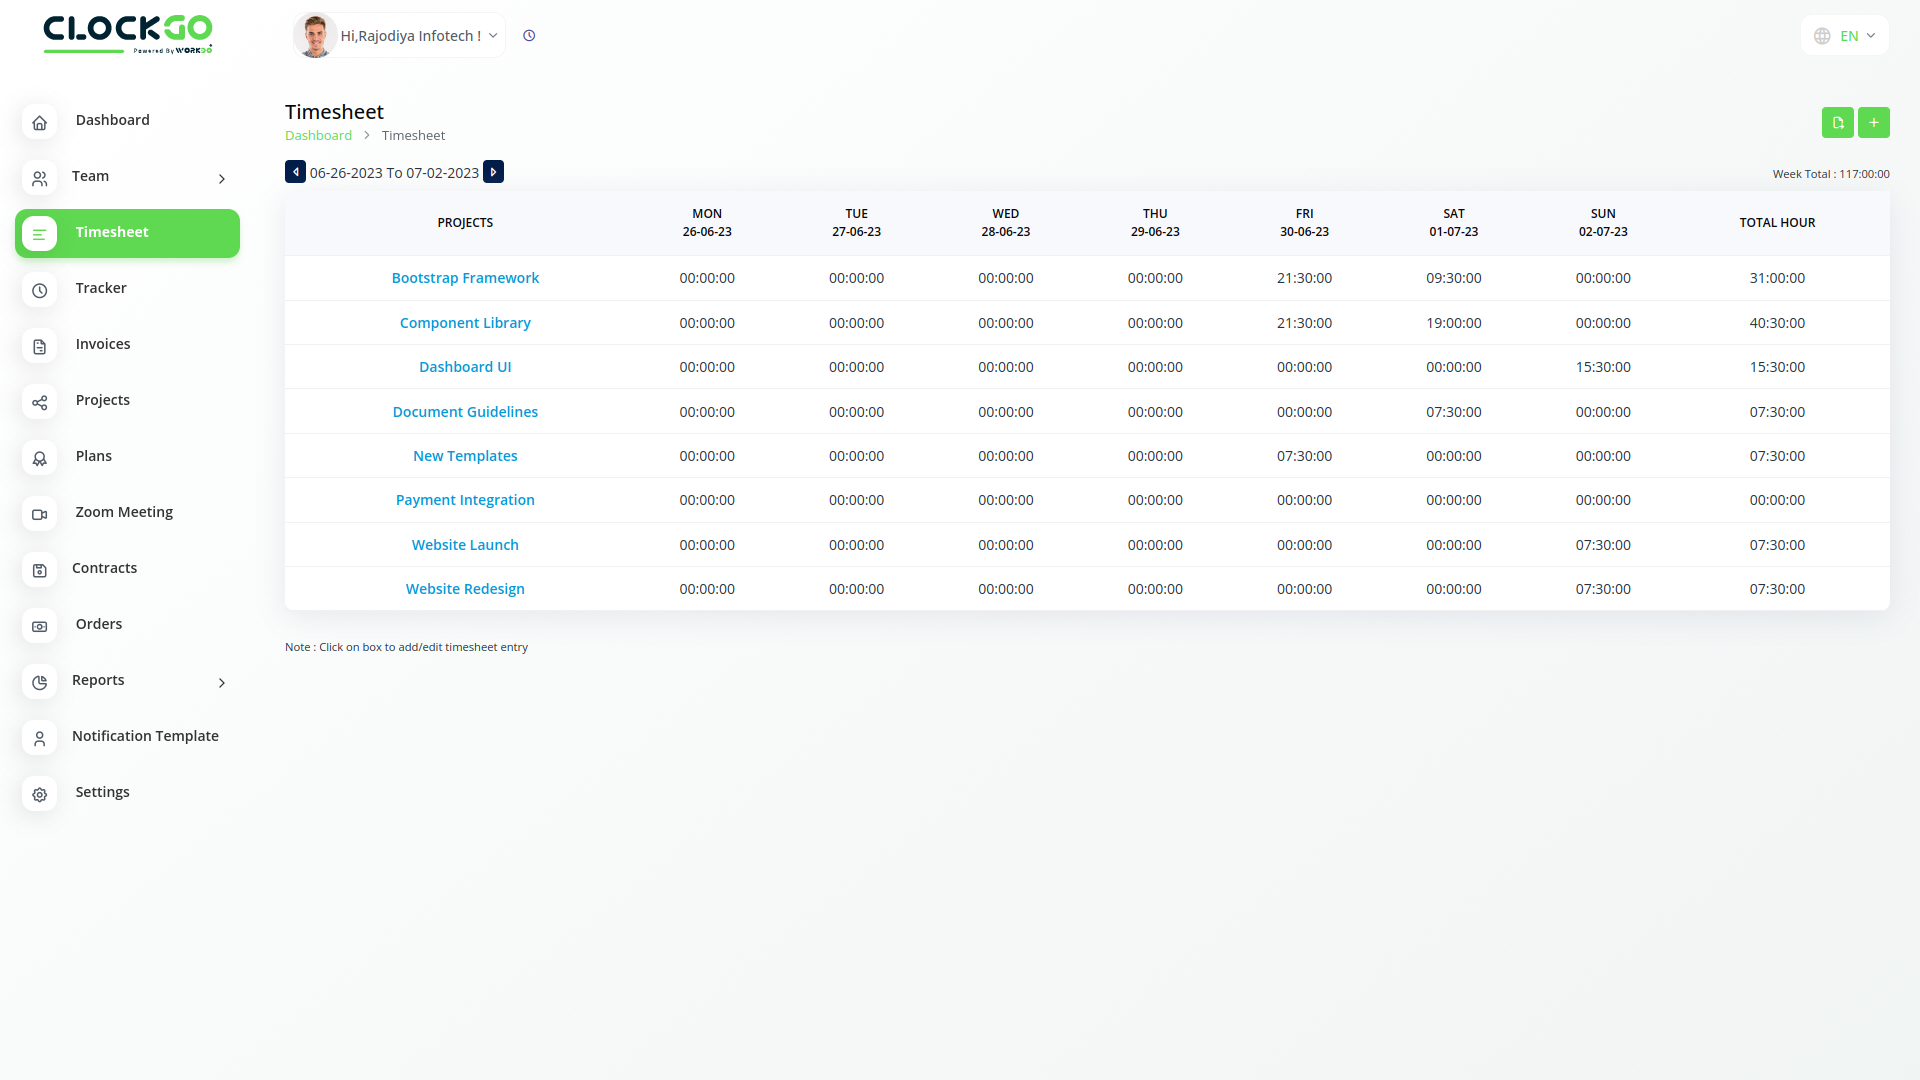 CLOCKGO
Powered By WORKGO
Hi,Rajodiya Infotech !
EN
Dashboard
Team
Timesheet
Tracker
Invoices
Projects
Plans
Zoom Meeting
Contracts
Orders
Reports
Notification Template
Settings
Timesheet
Dashboard > Timesheet
06-26-2023 To 07-02-2023
Week Total : 117:00:00
PROJECTS MON 26-06-23 TUE 27-06-23 WED 28-06-23 THU 29-06-23 FRI 30-06-23 SAT 01-07-23 SUN 02-07-23 TOTAL HOUR
Bootstrap Framework 00:00:00 00:00:00 00:00:00 00:00:00 21:30:00 09:30:00 00:00:00 31:00:00
Component Library 00:00:00 00:00:00 00:00:00 00:00:00 21:30:00 19:00:00 00:00:00 40:30:00
Dashboard UI 00:00:00 00:00:00 00:00:00 00:00:00 00:00:00 00:00:00 15:30:00 15:30:00
Document Guidelines 00:00:00 00:00:00 00:00:00 00:00:00 00:00:00 07:30:00 00:00:00 07:30:00
New Templates 00:00:00 00:00:00 00:00:00 00:00:00 07:30:00 00:00:00 00:00:00 07:30:00
Payment Integration 00:00:00 00:00:00 00:00:00 00:00:00 00:00:00 00:00:00 00:00:00 00:00:00
Website Launch 00:00:00 00:00:00 00:00:00 00:00:00 00:00:00 00:00:00 07:30:00 07:30:00
Website Redesign 00:00:00 00:00:00 00:00:00 00:00:00 00:00:00 00:00:00 07:30:00 07:30:00
Note : Click on box to add/edit timesheet entry